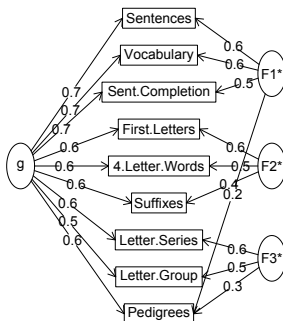 Sentences
0.6
Vocabulary
0.6
F1*
0.5
Sent.Completion
0.7
0.7
0.7
First.Letters
0.6
0.6
g
0.6
4.Letter.Words
0.5
F2*
0.4
0.2
0.6
Suffixes
0.6
Letter.Series
0.6
0.5
Letter.Group
0.5
F3*
0.6
0.3
Pedigrees